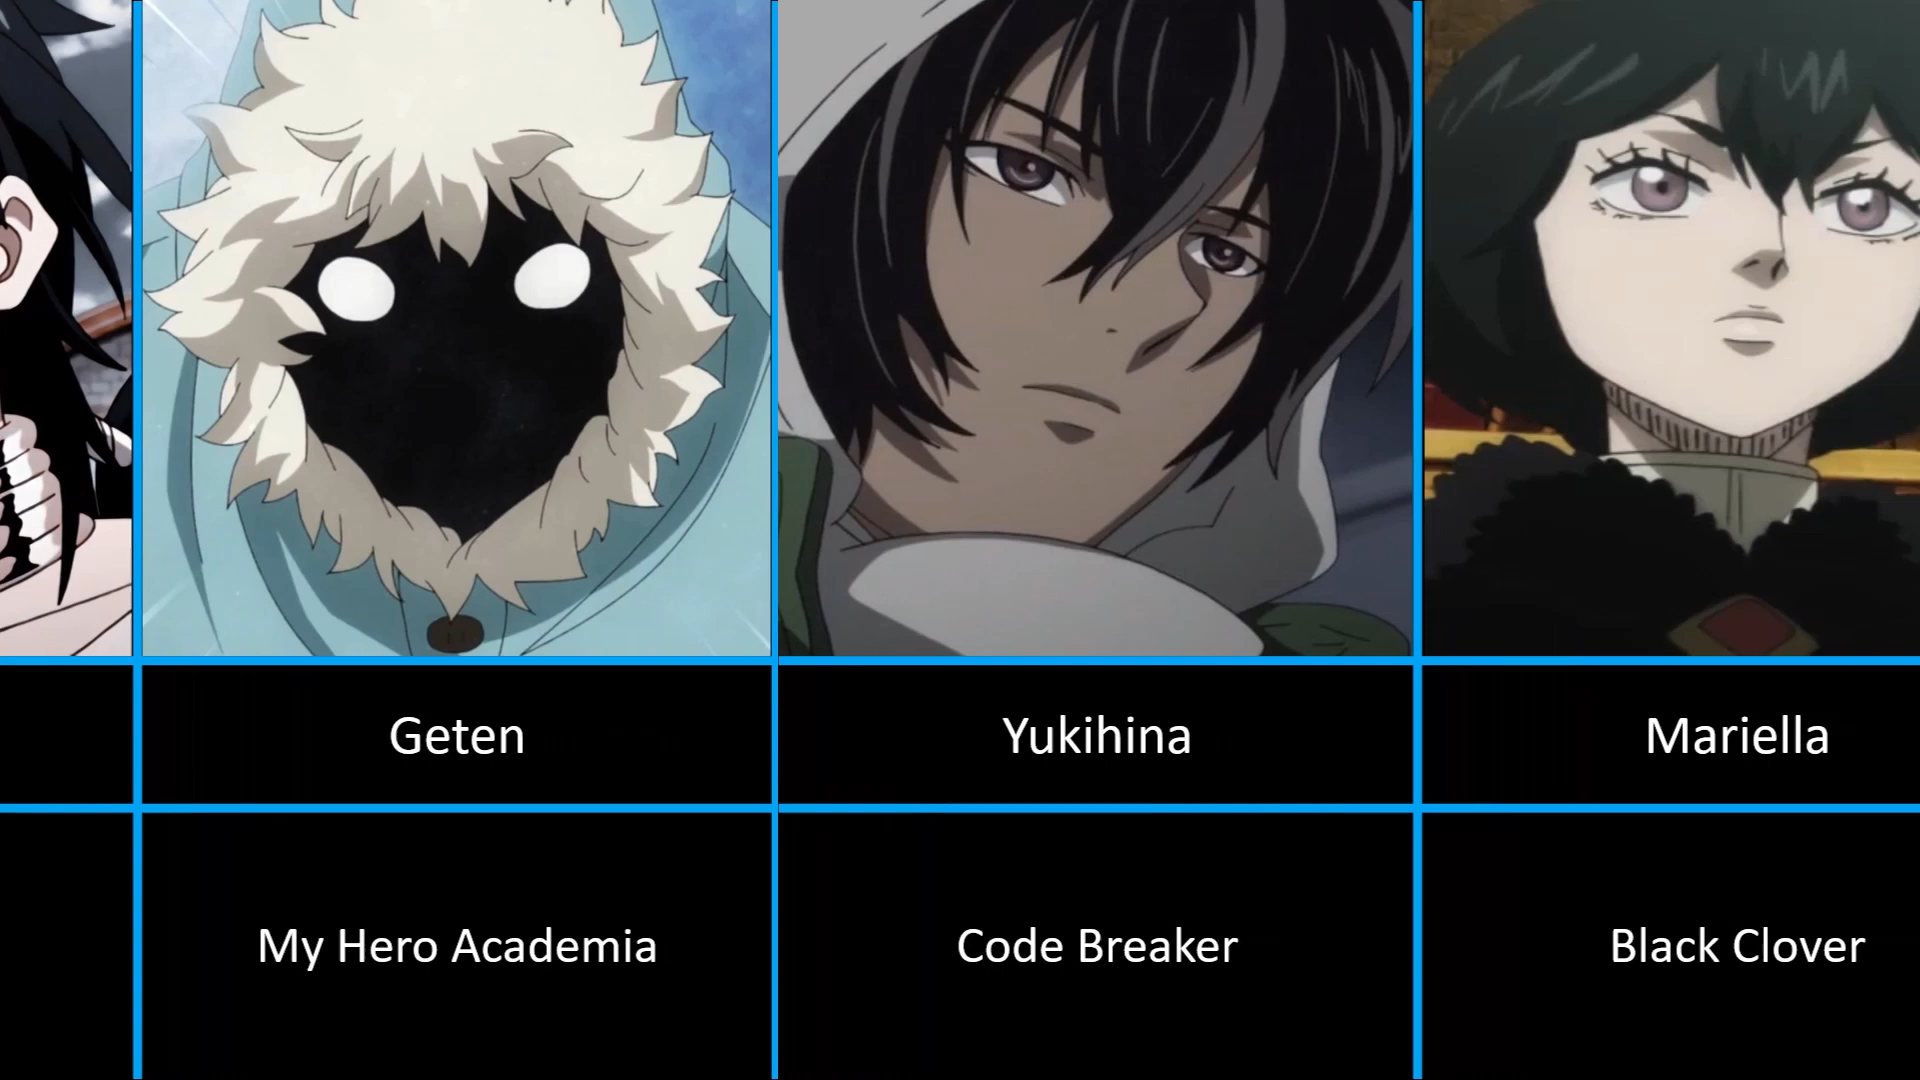 Geten
Yukihina
Mariella
My Hero Academia
Code Breaker
Black Clover